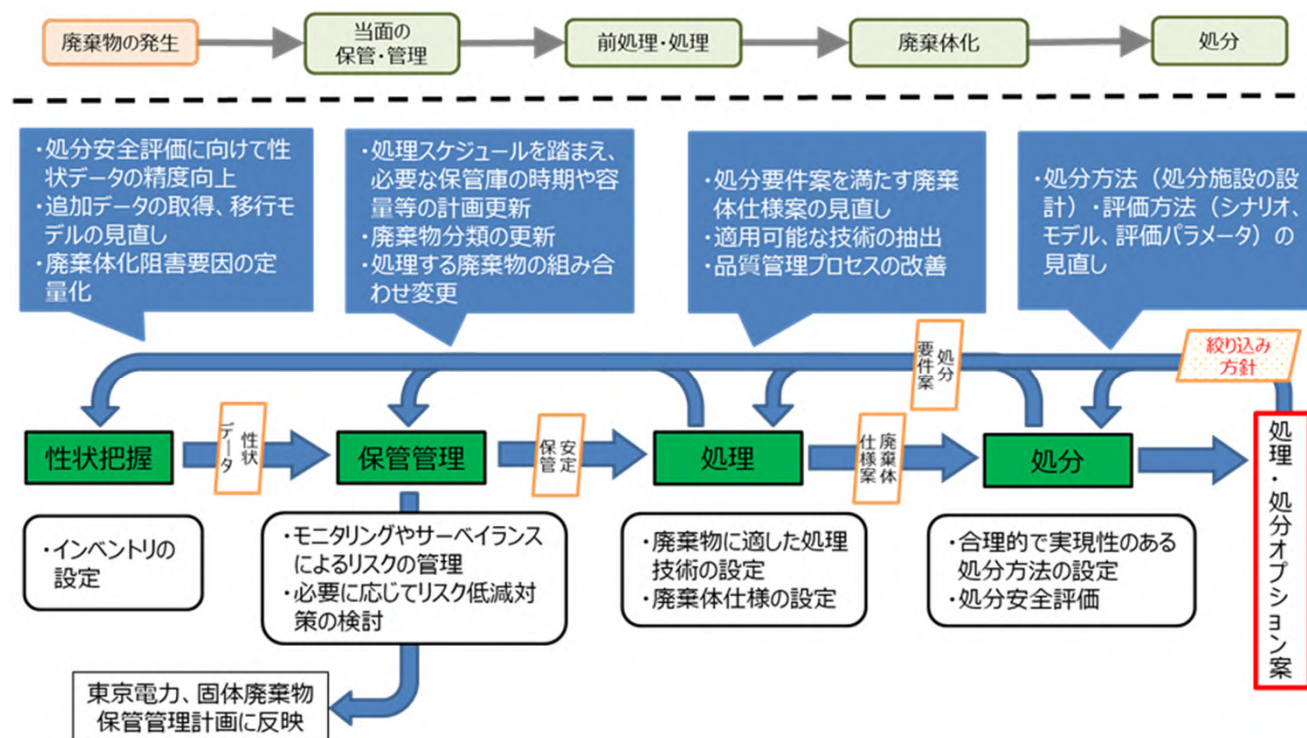 廃棄物の発生
当面の
保管・管理
前処理・処理
廃棄体化
処分
・処分安全評価に向けて性
状データの精度向上
・追加データの取得、移行モ
デルの見直し
・廃棄体化阻害要因の定
量化
・処理スケジュールを踏まえ、
必要な保管庫の時期や容
量等の計画更新
・廃棄物分類の更新
・処理する廃棄物の組み合
わせ変更
・処分要件案を満たす廃棄
体仕様案の見直し
・適用可能な技術の抽出
・品質管理プロセスの改善
・処分方法（処分施設の設
計）・評価方法（シナリオ、
モデル、評価パラメータ）の
見直し
処分
要件案
絞り込み
方針
性状把握
性状
データ
保管管理
安定
保管
処理
廃棄体
仕様案
処分
処理・処分オプション案
・インベントリの
設定
・モニタリングやサーベイランス
によるリスクの管理
・必要に応じてリスク低減対
策の検討
・廃棄物に適した処理
技術の設定
・廃棄体仕様の設定
・合理的で実現性のある
処分方法の設定
・処分安全評価
東京電力、固体廃棄物
保管管理計画に反映